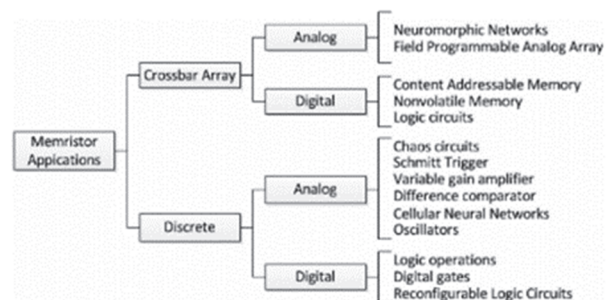 Memristor
Appications
Crossbar Array
Analog
Neuromorphic Networks
Field Programmable Analog Array
Digital
Content Addressable Memory
Nonvolatile Memory
Logic circuits
Discrete
Analog
Chaos circuits
Schmitt Trigger
Variable gain amplifier
Difference comparator
Cellular Neural Networks
Oscillators
Digital
Logic operations
Digital gates
Reconfigurable Logic Circuits